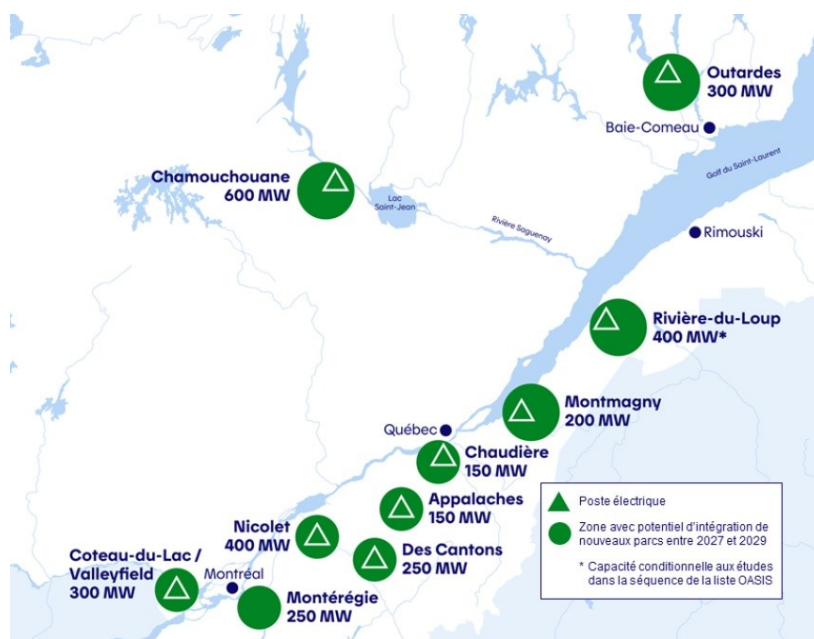 Outardes
300 MW
Baie-Comeau
Golf du Saint-Laurent
Chamouchouane
600 MW
Lac
Saint-Jean
Rivière Saguenay
Rimouski
Rivière-du-Loup
400 MW*
Montmagny
200 MW
Québec
Chaudière
150 MW
Appalaches
150 MW
Nicolet
400 MW
Des Cantons
250 MW
Coteau-du-Lac /
Valleyfield
300 MW
Montréal
Montérégie
250 MW
Poste électrique
Zone avec potentiel d'intégration de
nouveaux parcs entre 2027 et 2029
* Capacité conditionnelle aux études
dans la séquence de la liste OASIS